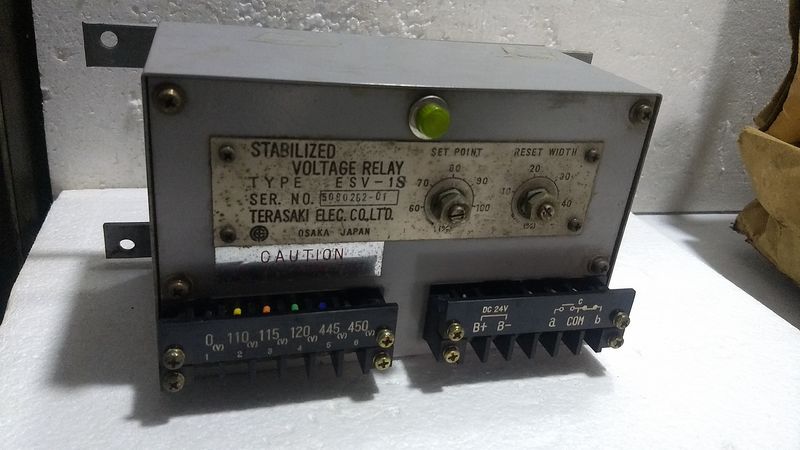 STABILIZED
VOLTAGE RELAY
TYPE ESV-1S
SER. NO. 5080262-01
TERASAKI ELEC. CO., LTD.
OSAKA JAPAN
SET POINT
60 70 80 90 100
(%)
RESET WIDTH
10 20 30 40
(%)
CAUTION
0 110 115 120 445 450
(V) (V) (V) (V) (V) (V)
1 2 3 4 5 6
DC 24V
B+ B-
C
a COM b